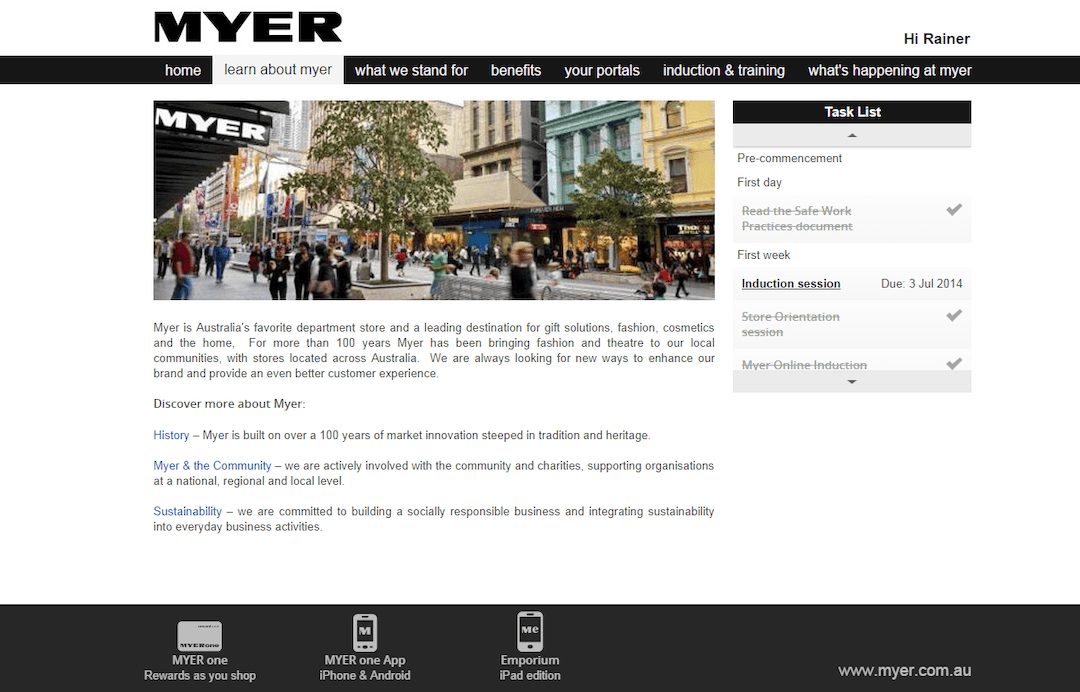 MYER
Hi Rainer
home learn about myer what we stand for benefits your portals induction & training what's happening at myer
MYER
Task List
Pre-commencement
First day
Read the Safe Work
Practices document
First week
Induction session Due: 3 Jul 2014
Store Orientation
session
Myer Online Induction
Myer is Australia's favorite department store and a leading destination for gift solutions, fashion, cosmetics
and the home, For more than 100 years Myer has been bringing fashion and theatre to our local
communities, with stores located across Australia. We are always looking for new ways to enhance our
brand and provide an even better customer experience.
Discover more about Myer:
History – Myer is built on over a 100 years of market innovation steeped in tradition and heritage.
Myer & the Community – we are actively involved with the community and charities, supporting organisations
at a national, regional and local level.
Sustainability – we are committed to building a socially responsible business and integrating sustainability
into everyday business activities.
MYERone
MYER one
Rewards as you shop
M
MYER one App
iPhone & Android
Me
Emporium
iPad edition
www.myer.com.au